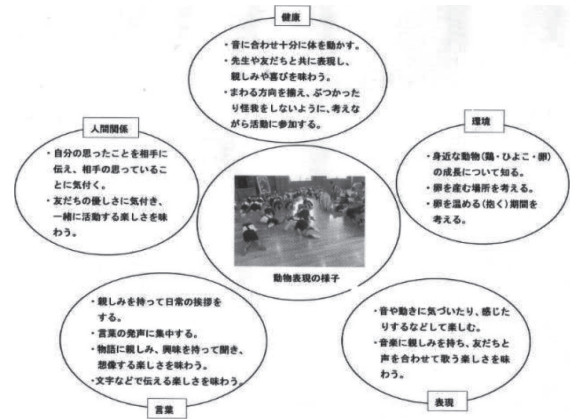 健康
・音に合わせ十分に体を動かす。
・先生や友だちと共に表現し、
親しみや喜びを味わう。
・まわる方向を揃え、ぶつかった
り怪我をしないように、考えな
がら活動に参加する。
人間関係
・自分の思ったことを相手に
伝え、相手の思っているこ
とに気付く。
・友だちの優しさに気付き、
一緒に活動する楽しさを味
わう。
環境
・身近な動物(鶏・ひよこ・卵)
の成長について知る。
・卵を産む場所を考える。
・卵を温める(抱く)期間を
考える。
動物表現の様子
・親しみを持って日常の挨拶を
する。
・言葉の発声に集中する。
・物語に親しみ、興味を持って聞き、
想像する楽しさを味わう。
・文字などで伝える楽しさを味わう。
言葉
・音や動きに気づいたり、感じた
りするなどして楽しむ。
・音楽に親しみを持ち、友だちと
声を合わせて歌う楽しさを味
わう。
表現